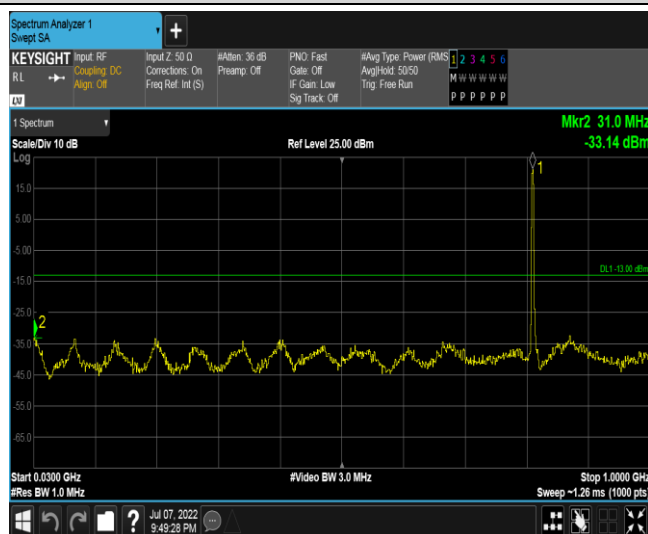 Spectrum Analyzer 1
Swept SA
KEYSIGHT
RL
LXI
Input: RF
Coupling: DC
Align: Off
Input Z: 50 Ω
Corrections: On
Freq Ref: Int (S)
#Atten: 36 dB
Preamp: Off
PNO: Fast
Gate: Off
IF Gain: Low
Sig Track: Off
#Avg Type: Power (RMS
Avg|Hold: 50/50
Trig: Free Run
1 2 3 4 5 6
M W W W W W
P P P P P P
1 Spectrum
Mkr2 31.0 MHz
Scale/Div 10 dB
Ref Level 25.00 dBm
-33.14 dBm
Log
1
15.0
5.00
-5.00
DL1 -13.00 dBm
-15.0
-25.0
2
-35.0
-45.0
-55.0
-65.0
Start 0.0300 GHz
#Video BW 3.0 MHz
Stop 1.0000 GHz
#Res BW 1.0 MHz
Sweep ~1.26 ms (1000 pts)
?
Jul 07, 2022
9:49:28 PM